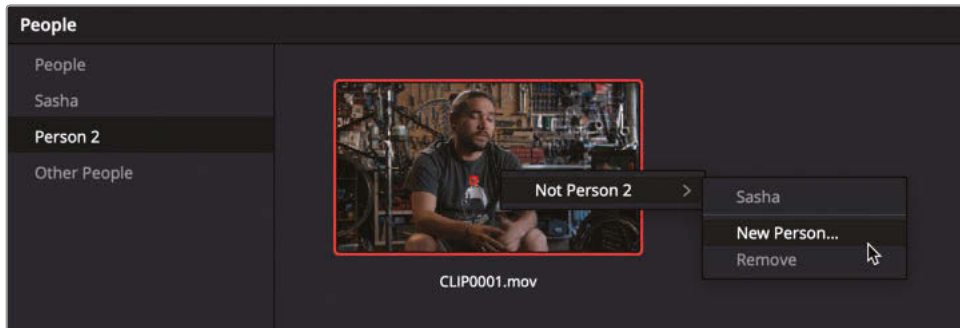 People
People
Sasha
Person 2
Other People
Not Person 2
Sasha
New Person...
Remove
CLIP0001.mov